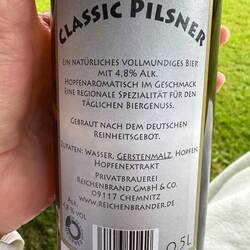 CLASSIC PILSNER
EIN NATÜRLICHES VOLLMUNDIGES BIER
MIT 4,8% ALK.
HOPFENAROMATISCH IM GESCHMACK
EINE REGIONALE SPEZIALITÄT FÜR DEN
TÄGLICHEN BIERGENUSS.
GEBRAUT NACH DEM DEUTSCHEN
REINHEITSGEBOT.
ZUTATEN: WASSER, GERSTENMALZ, HOPFEN,
HOPFENEXTRAKT
PRIVATBRAUEREI
REICHENBRAND GMBH & CO.
09117 CHEMNITZ
WWW.REICHENBRANDER.DE
ALK.
0,5L